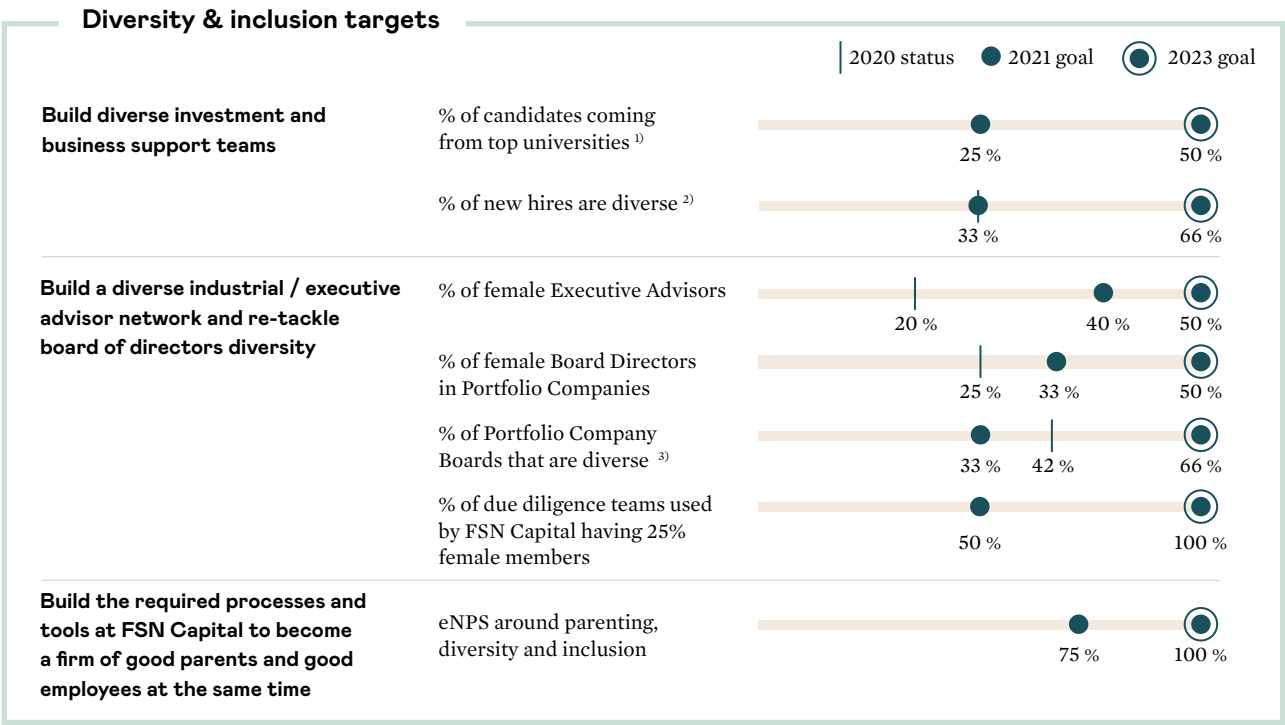 Diversity & inclusion targets
2020 status
2021 goal
2023 goal
Build diverse investment and
business support teams
% of candidates coming
from top universities 1)
25 %
50 %
% of new hires are diverse 2)
33 %
66 %
Build a diverse industrial / executive
advisor network and re-tackle
board of directors diversity
% of female Executive Advisors
20 %
40 %
50 %
% of female Board Directors
in Portfolio Companies
25 %
33 %
50 %
% of Portfolio Company
Boards that are diverse 3)
33 %
42 %
66 %
% of due diligence teams used
by FSN Capital having 25%
female members
50 %
100 %
Build the required processes and
tools at FSN Capital to become
a firm of good parents and good
employees at the same time
eNPS around parenting,
diversity and inclusion
75 %
100 %